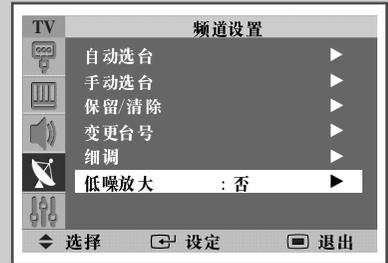 TV 频道设置
自动选台
手动选台
保留/清除
变更台号
细调
低噪放大 : 否
选择 设定 退出